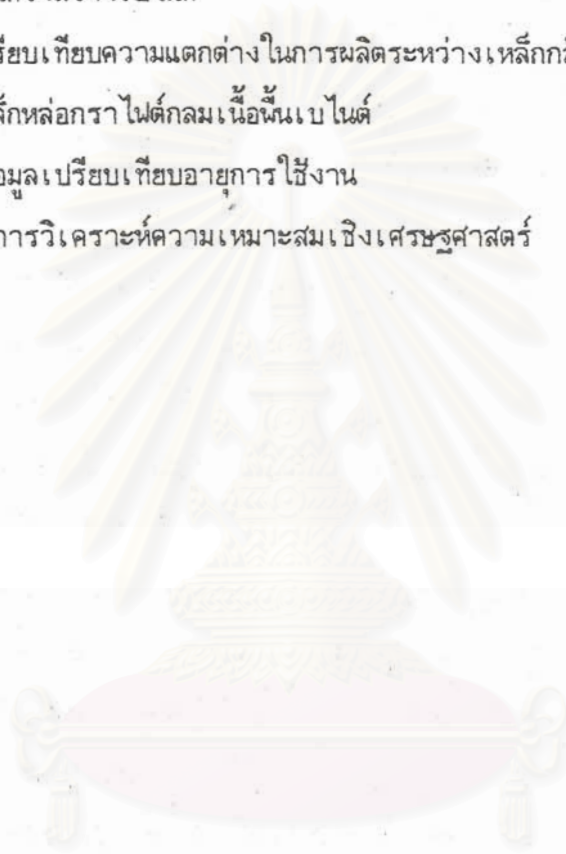 รียบเทียบความแตกต่างในการผลิตระหว่างเหล็กกล
ล็กหล่อกราไฟต์กลมเนื้อพื้นเบไนต์
อมูลเปรียบเทียบอายุการใช้งาน
การวิเคราะห์ความเหมาะสมเชิงเศรษฐศาสตร์